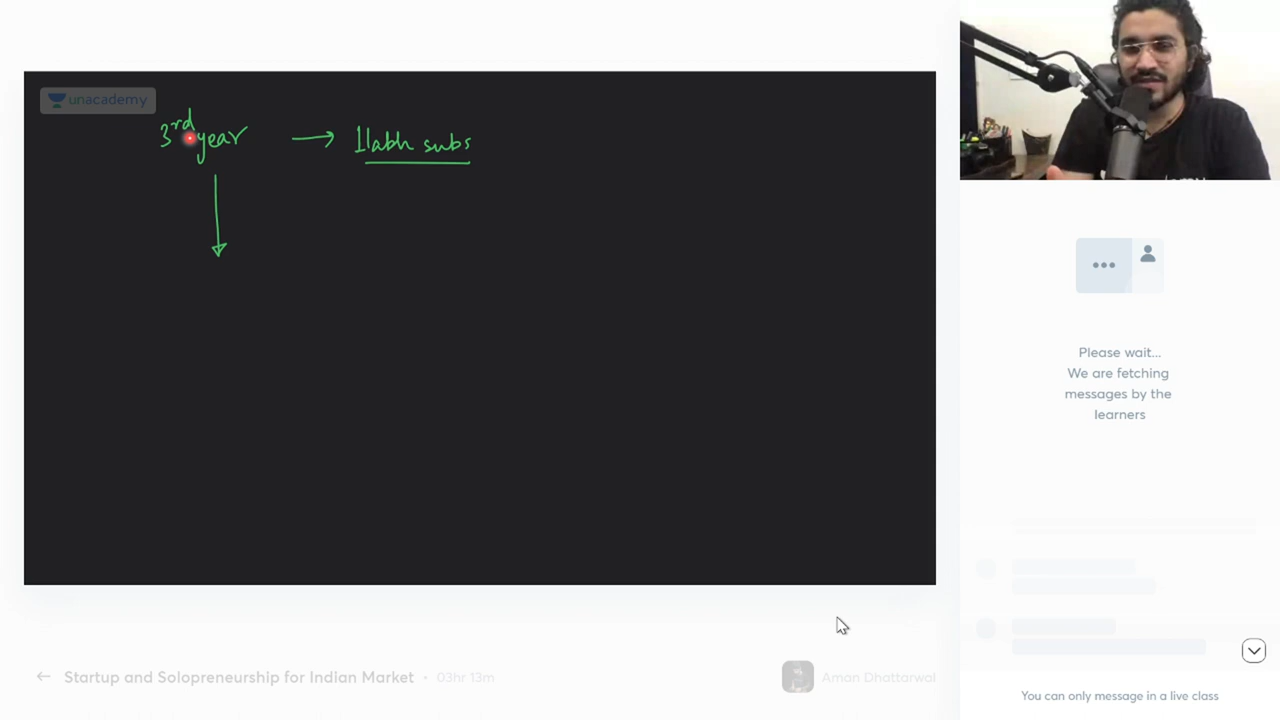 unacademy
3rd year → 1labh subs
Please wait...
We are fetching
messages by the
learners
← Startup and Solopreneurship for Indian Market • 03hr 13m
Aman Dhattarwal
You can only message in a live class